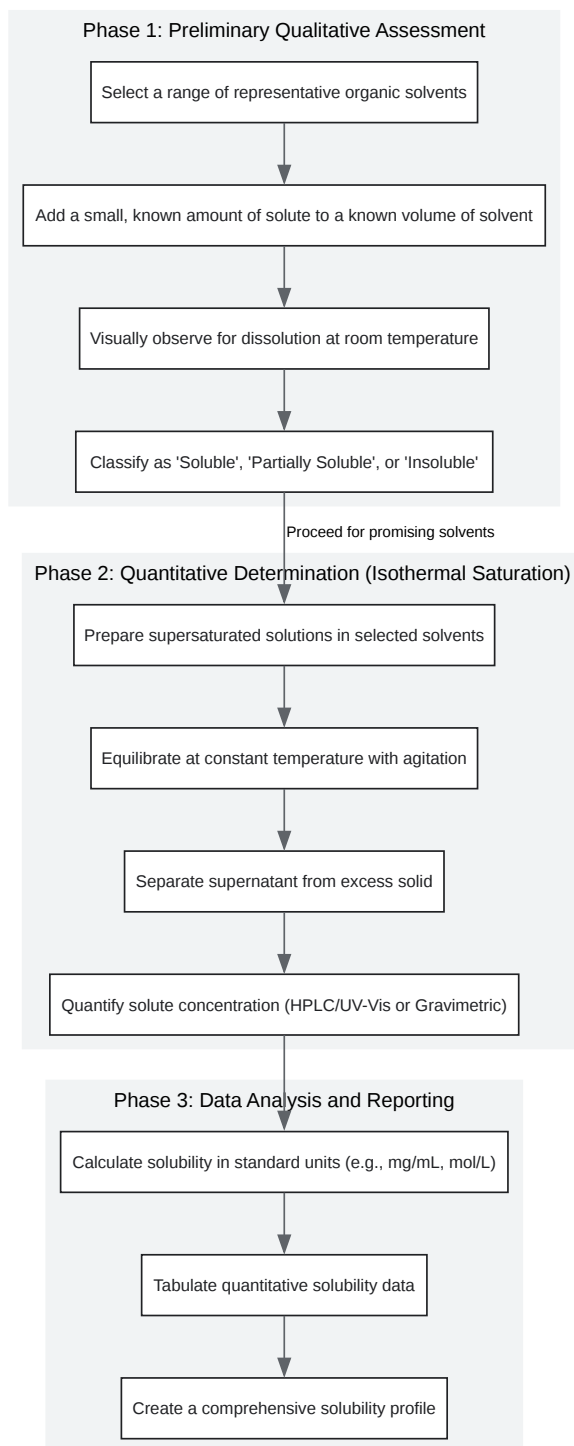 Phase 1: Preliminary Qualitative Assessment
Select a range of representative organic solvents
Add a small, known amount of solute to a known volume of solvent
Visually observe for dissolution at room temperature
Classify as 'Soluble', 'Partially Soluble', or 'Insoluble'
Proceed for promising solvents
Phase 2: Quantitative Determination (Isothermal Saturation)
Prepare supersaturated solutions in selected solvents
Equilibrate at constant temperature with agitation
Separate supernatant from excess solid
Quantify solute concentration (HPLC/UV-Vis or Gravimetric)
Phase 3: Data Analysis and Reporting
Calculate solubility in standard units (e.g., mg/mL, mol/L)
Tabulate quantitative solubility data
Create a comprehensive solubility profile